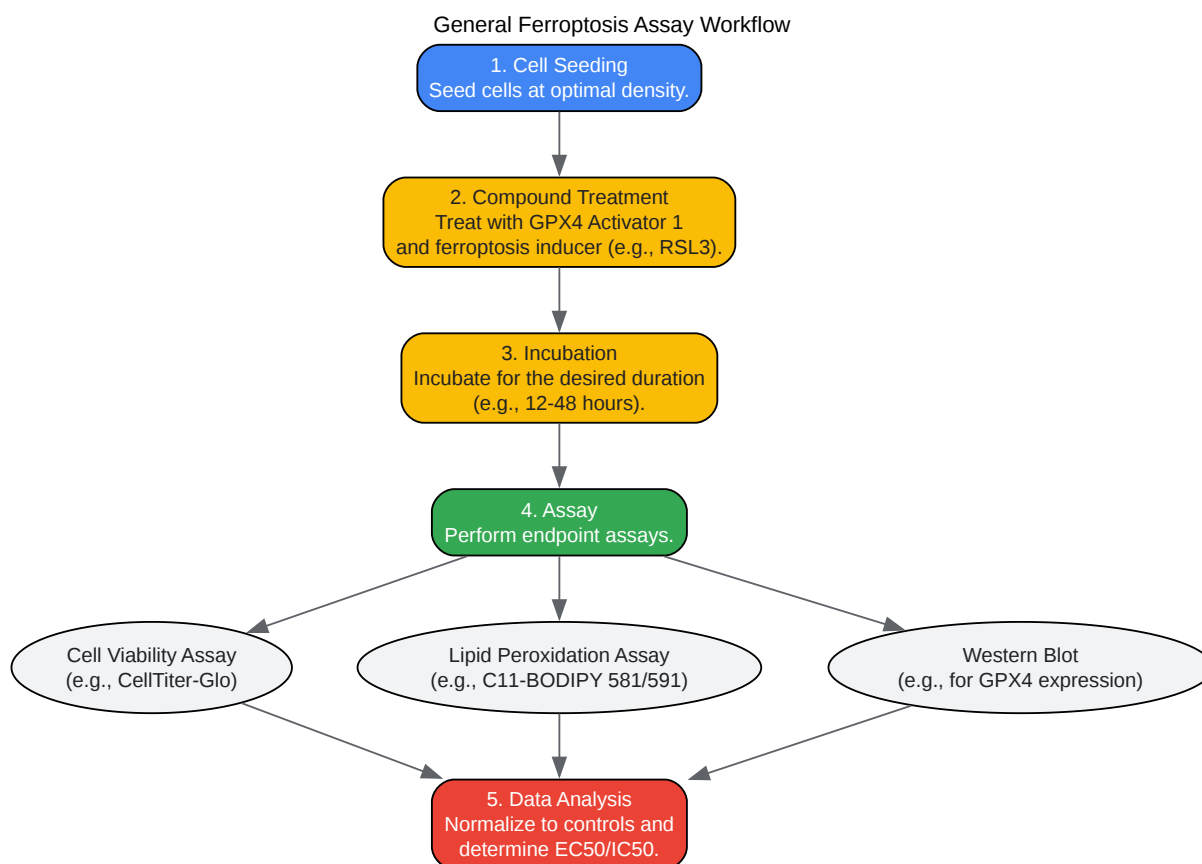 General Ferroptosis Assay Workflow
1. Cell Seeding
Seed cells at optimal density.
2. Compound Treatment
Treat with GPX4 Activator 1
and ferroptosis inducer (e.g., RSL3).
3. Incubation
Incubate for the desired duration
(e.g., 12-48 hours).
4. Assay
Perform endpoint assays.
Cell Viability Assay
(e.g., CellTiter-Glo)
Lipid Peroxidation Assay
(e.g., C11-BODIPY 581/591)
Western Blot
(e.g., for GPX4 expression)
5. Data Analysis
Normalize to controls and
determine EC50/IC50.